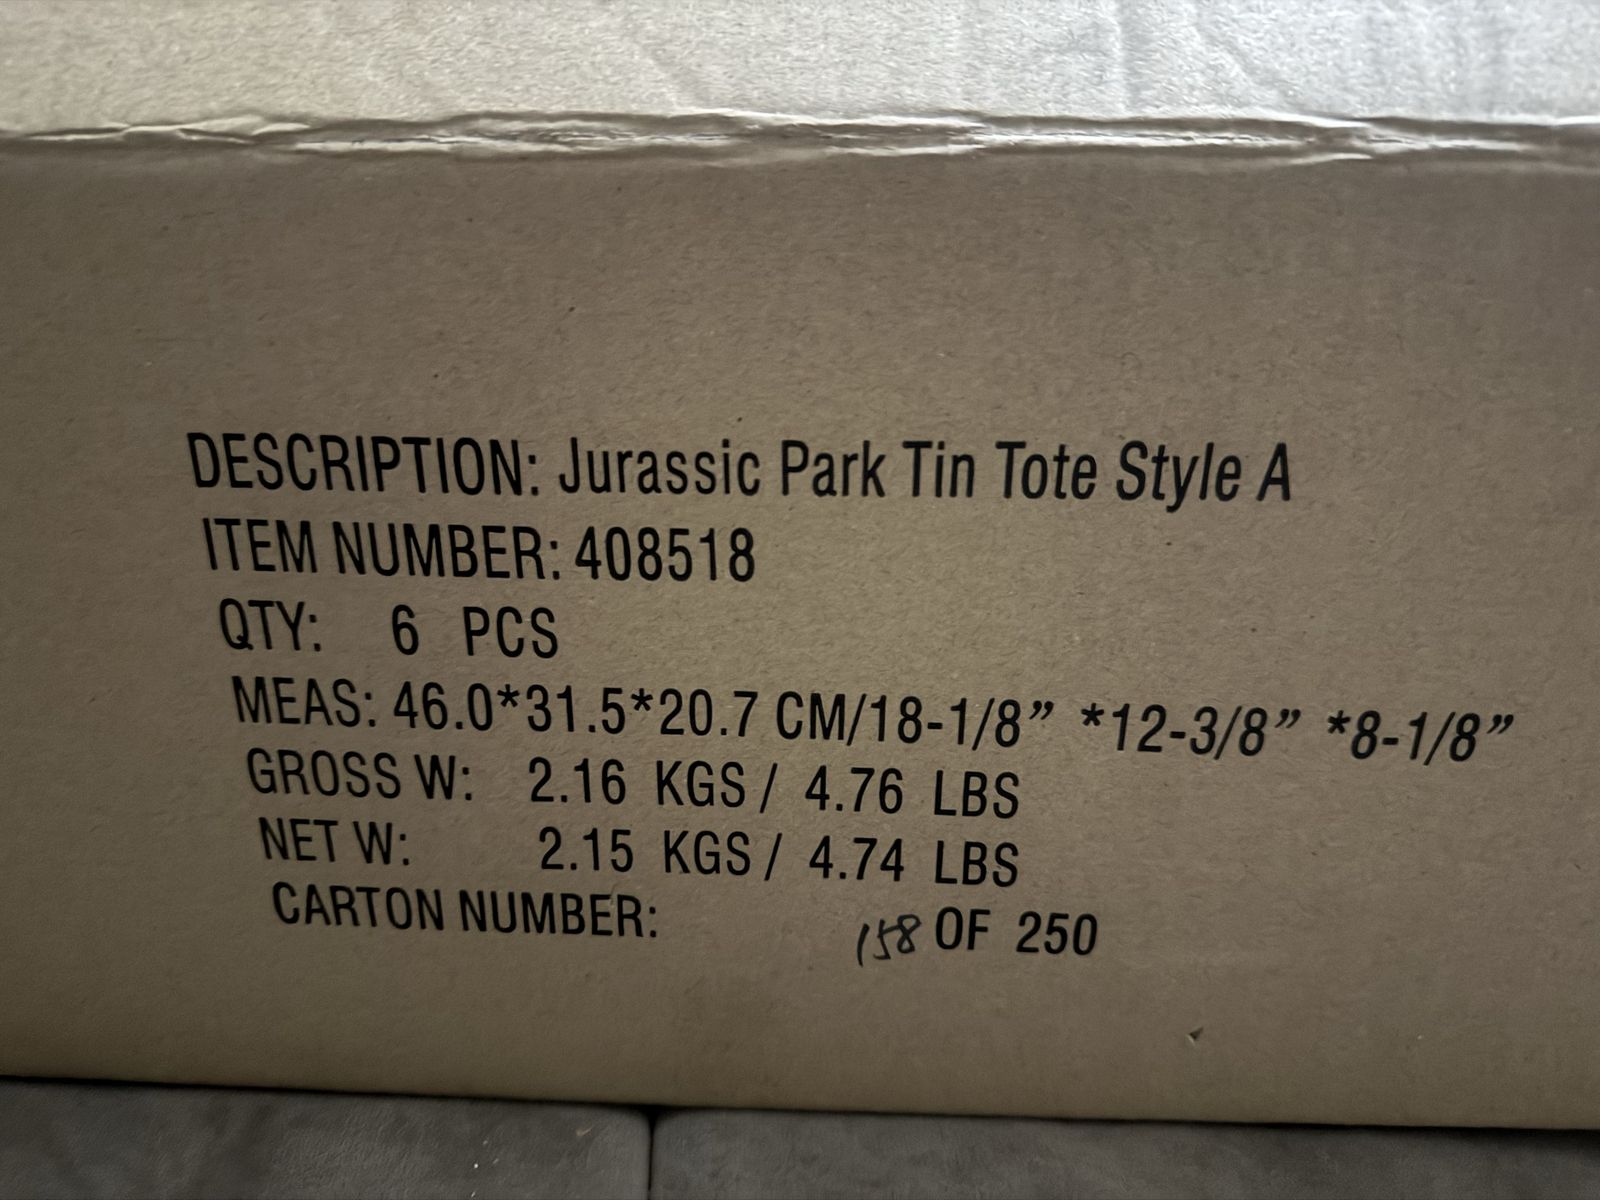 DESCRIPTION: Jurassic Park Tin Tote Style A
ITEM NUMBER: 408518
QTY: 6 PCS
MEAS: 46.0*31.5*20.7 CM/18-1/8” *12-3/8” *8-1/8”
GROSS W: 2.16 KGS / 4.76 LBS
NET W: 2.15 KGS / 4.74 LBS
CARTON NUMBER: 158 OF 250